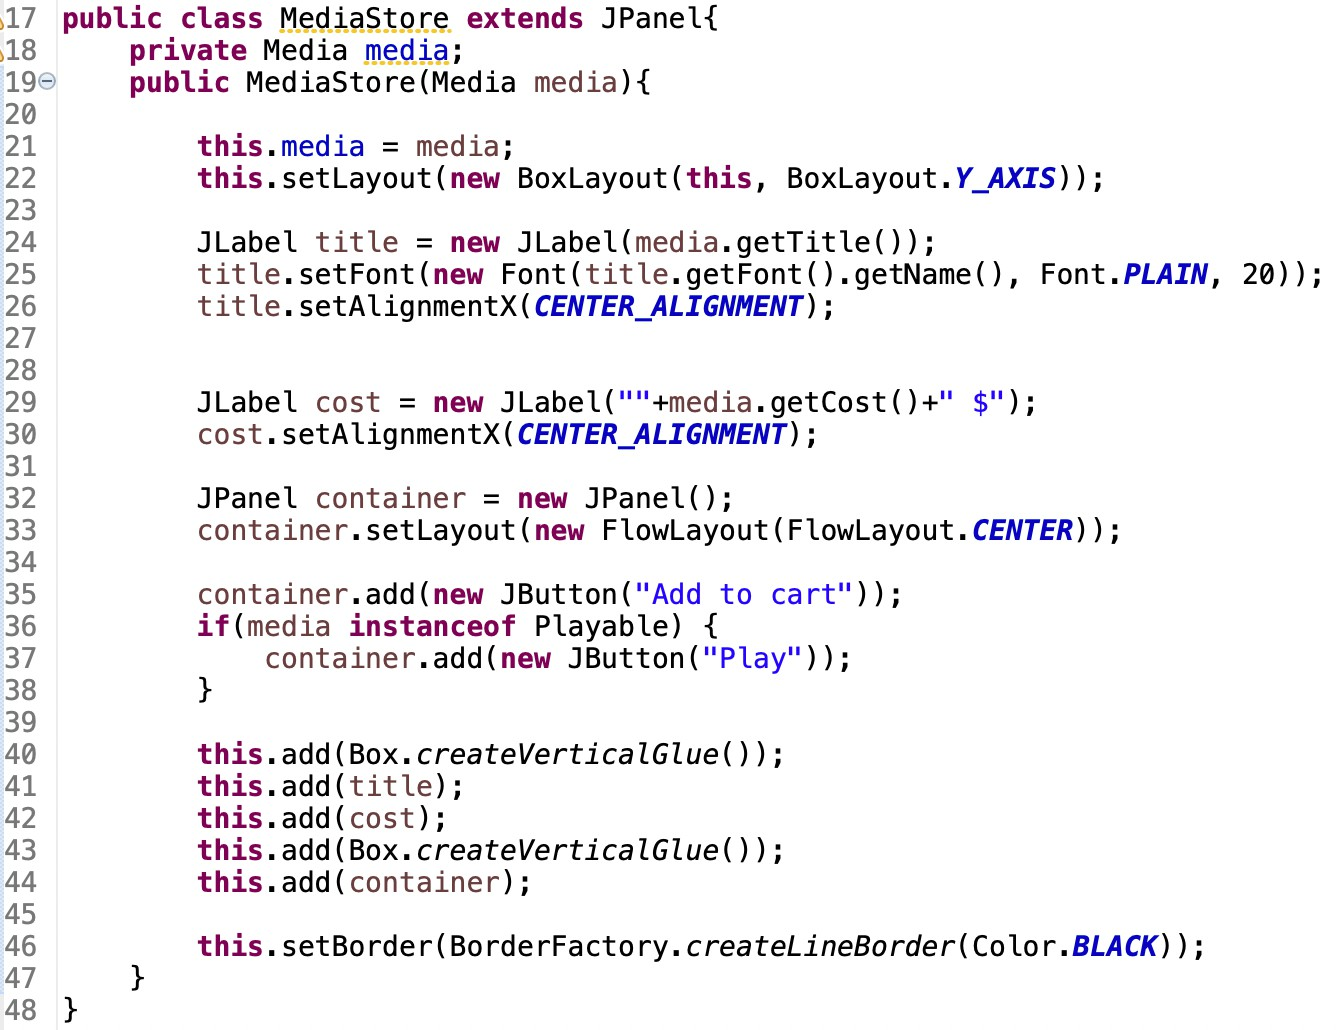 17 public class MediaStore extends JPanel{
18     private Media media;
19     public MediaStore(Media media){
20
21         this.media = media;
22         this.setLayout(new BoxLayout(this, BoxLayout.Y_AXIS));
23
24         JLabel title = new JLabel(media.getTitle());
25         title.setFont(new Font(title.getFont().getName(), Font.PLAIN, 20));
26         title.setAlignmentX(CENTER_ALIGNMENT);
27
28
29         JLabel cost = new JLabel(""+media.getCost()+" $");
30         cost.setAlignmentX(CENTER_ALIGNMENT);
31
32         JPanel container = new JPanel();
33         container.setLayout(new FlowLayout(FlowLayout.CENTER));
34
35         container.add(new JButton("Add to cart"));
36         if(media instanceof Playable) {
37             container.add(new JButton("Play"));
38         }
39
40         this.add(Box.createVerticalGlue());
41         this.add(title);
42         this.add(cost);
43         this.add(Box.createVerticalGlue());
44         this.add(container);
45
46         this.setBorder(BorderFactory.createLineBorder(Color.BLACK));
47     }
48 }